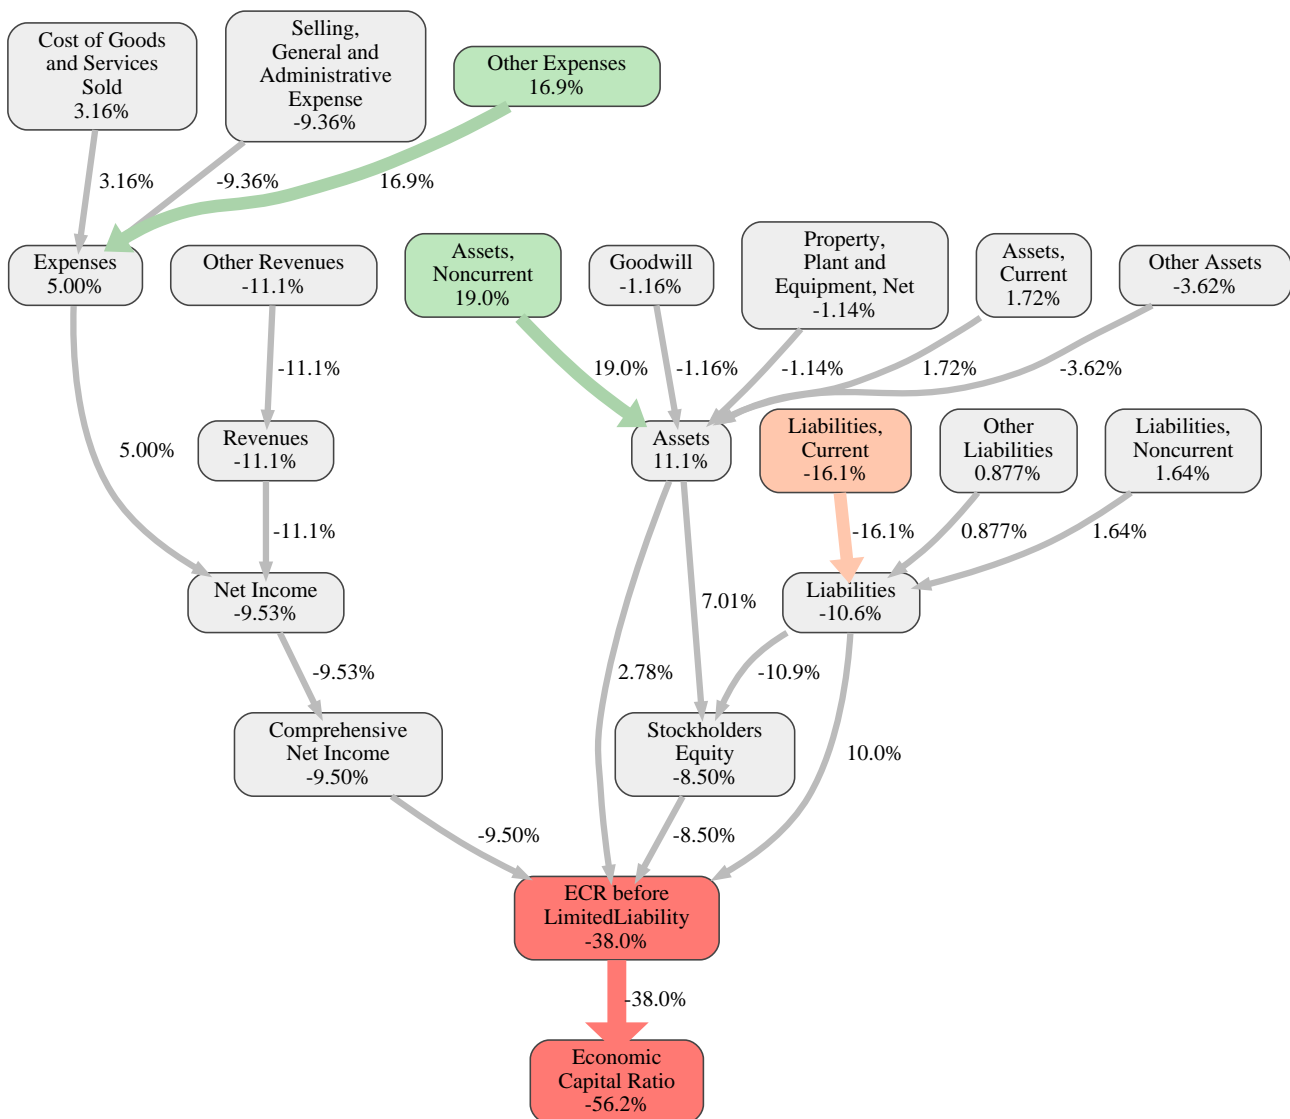 Cost of Goods
and Services
Sold
3.16%
Selling,
General and
Administrative
Expense
-9.36%
Other Expenses
16.9%
3.16%
-9.36%
16.9%
Expenses
5.00%
Other Revenues
-11.1%
Assets,
Noncurrent
19.0%
Goodwill
-1.16%
Property,
Plant and
Equipment, Net
-1.14%
Assets,
Current
1.72%
Other Assets
-3.62%
-11.1%
19.0%
-1.16%
-1.14%
1.72%
-3.62%
5.00%
Revenues
-11.1%
Assets
11.1%
Liabilities,
Current
-16.1%
Other
Liabilities
0.877%
Liabilities,
Noncurrent
1.64%
-11.1%
-16.1%
0.877%
1.64%
Net Income
-9.53%
7.01%
Liabilities
-10.6%
-9.53%
2.78%
-10.9%
Comprehensive
Net Income
-9.50%
Stockholders
Equity
-8.50%
10.0%
-9.50%
-8.50%
ECR before
LimitedLiability
-38.0%
-38.0%
Economic
Capital Ratio
-56.2%